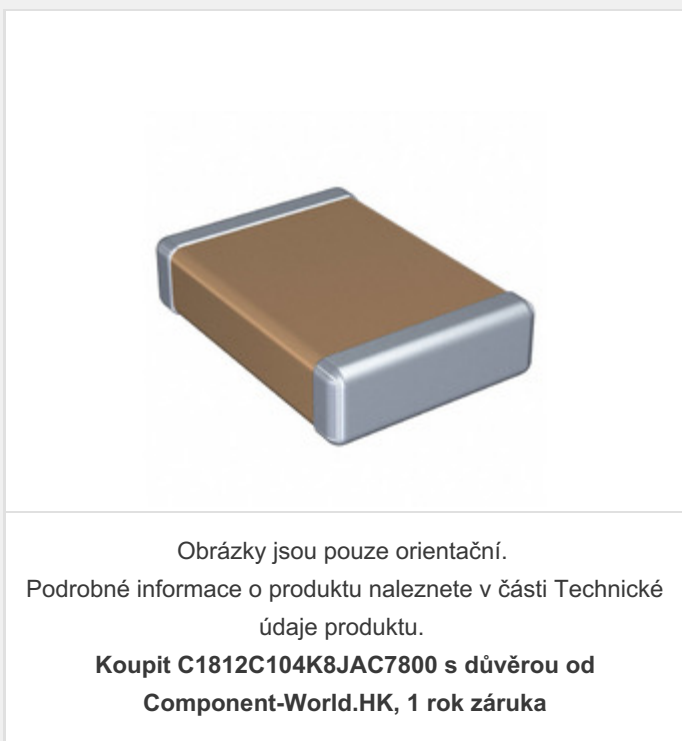 Obrázky jsou pouze orientační.
Podrobné informace o produktu naleznete v části Technické
údaje produktu.
Koupit C1812C104K8JAC7800 s důvěrou od
Component-World.HK, 1 rok záruka